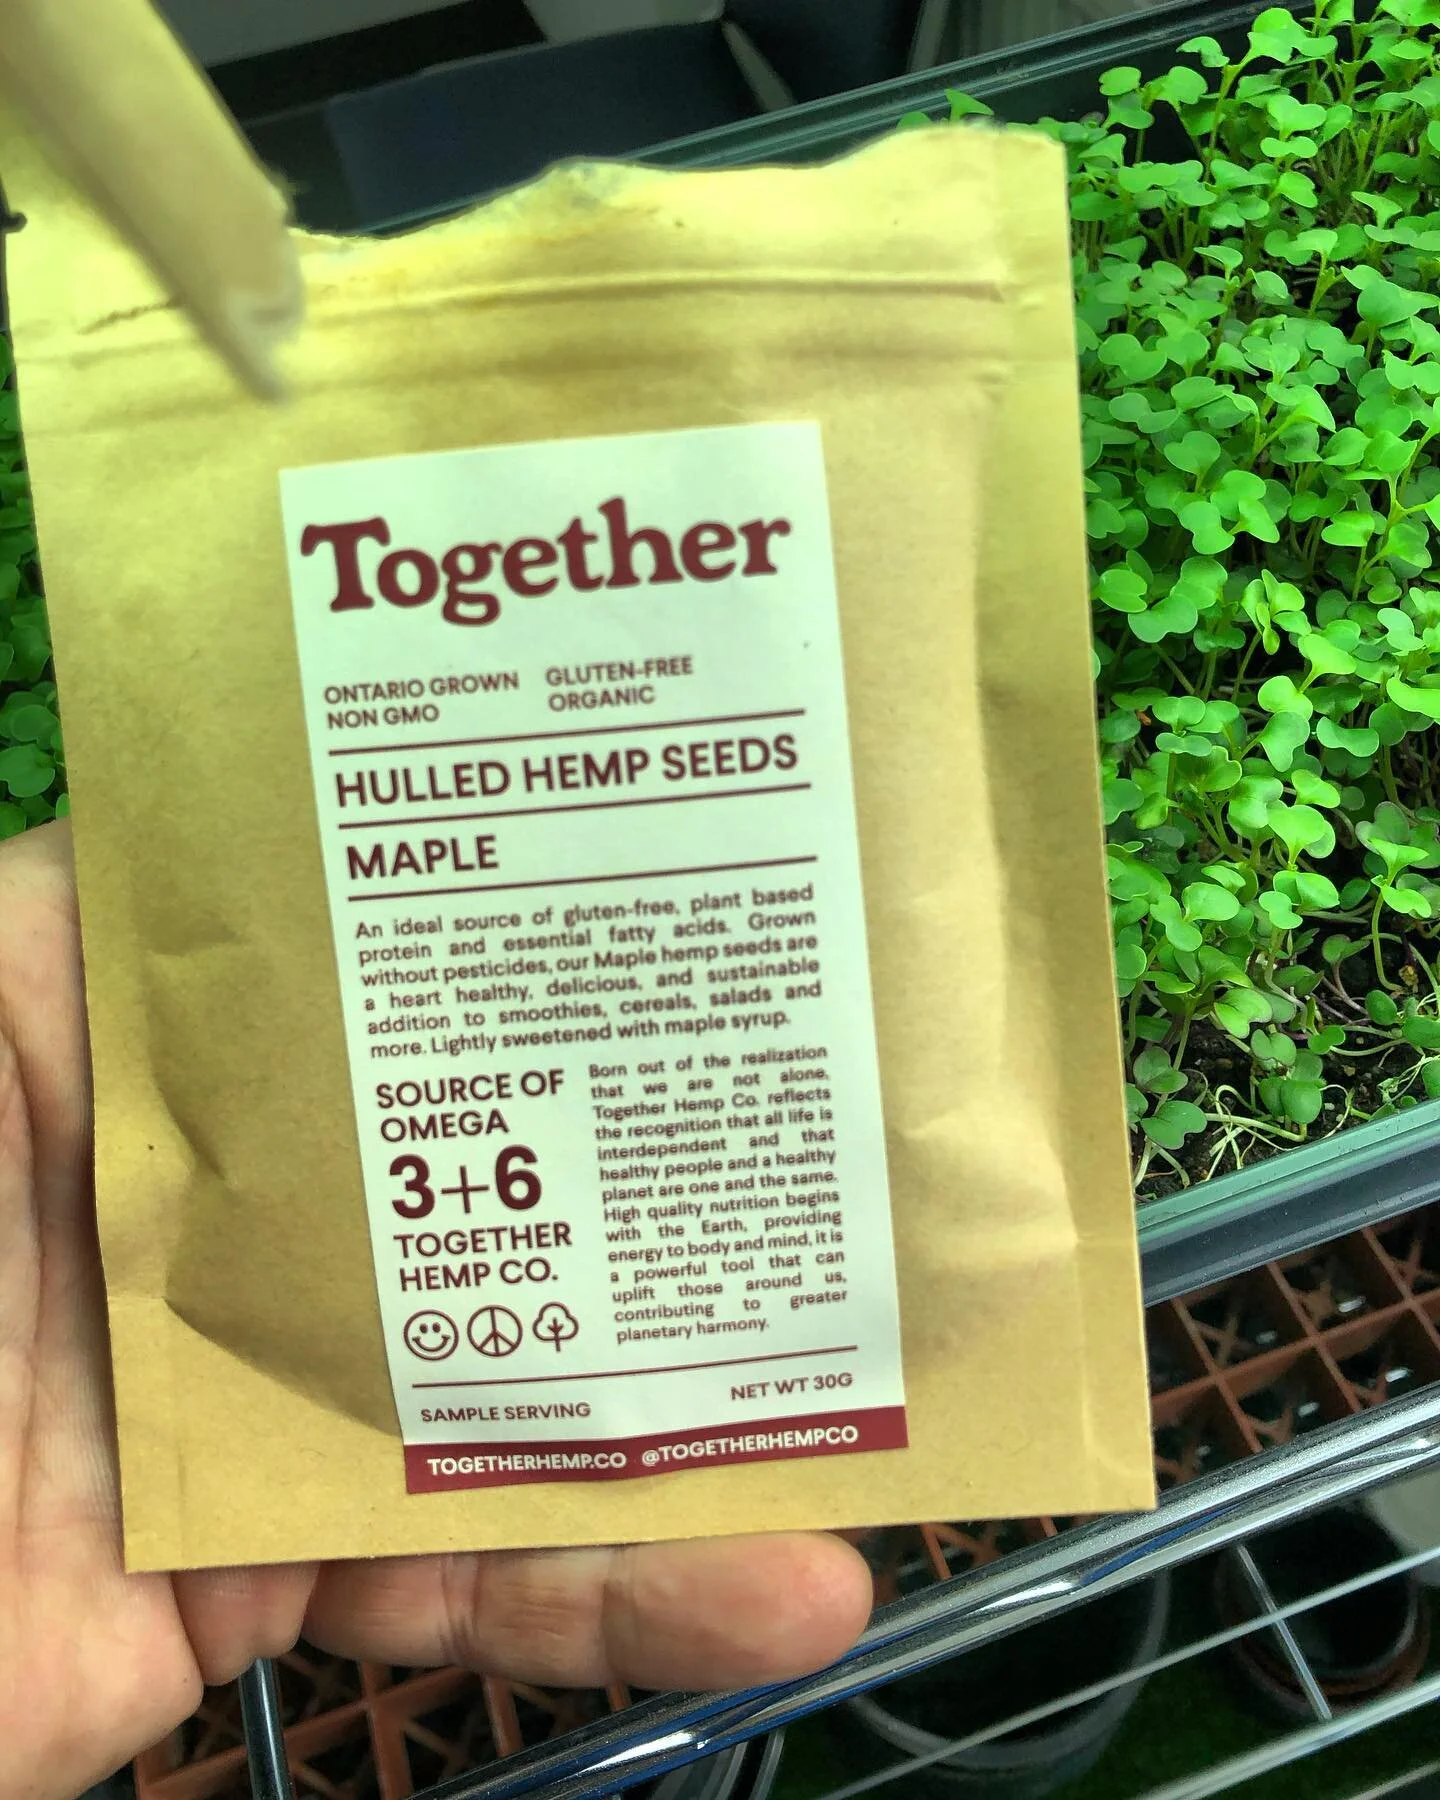 Together
ONTARIO GROWN
NON GMO
GLUTEN-FREE
ORGANIC
HULLED HEMP SEEDS
MAPLE
An ideal source of gluten-free, plant based
protein and essential fatty acids. Grown
without pesticides, our Maple hemp seeds are
a heart healthy, delicious, and sustainable
addition to smoothies, cereals, salads and
more. Lightly sweetened with maple syrup.
SOURCE OF
OMEGA
3+6
TOGETHER
HEMP CO.
Born out of the realization
that we are not alone,
Together Hemp Co. reflects
the recognition that all life is
interdependent and that
healthy people and a healthy
planet are one and the same.
High quality nutrition begins
with the Earth, providing
energy to body and mind, it is
a powerful tool that can
uplift those around us,
contributing to greater
planetary harmony.
SAMPLE SERVING
NET WT 30G
TOGETHERHEMP.CO @TOGETHERHEMPCO